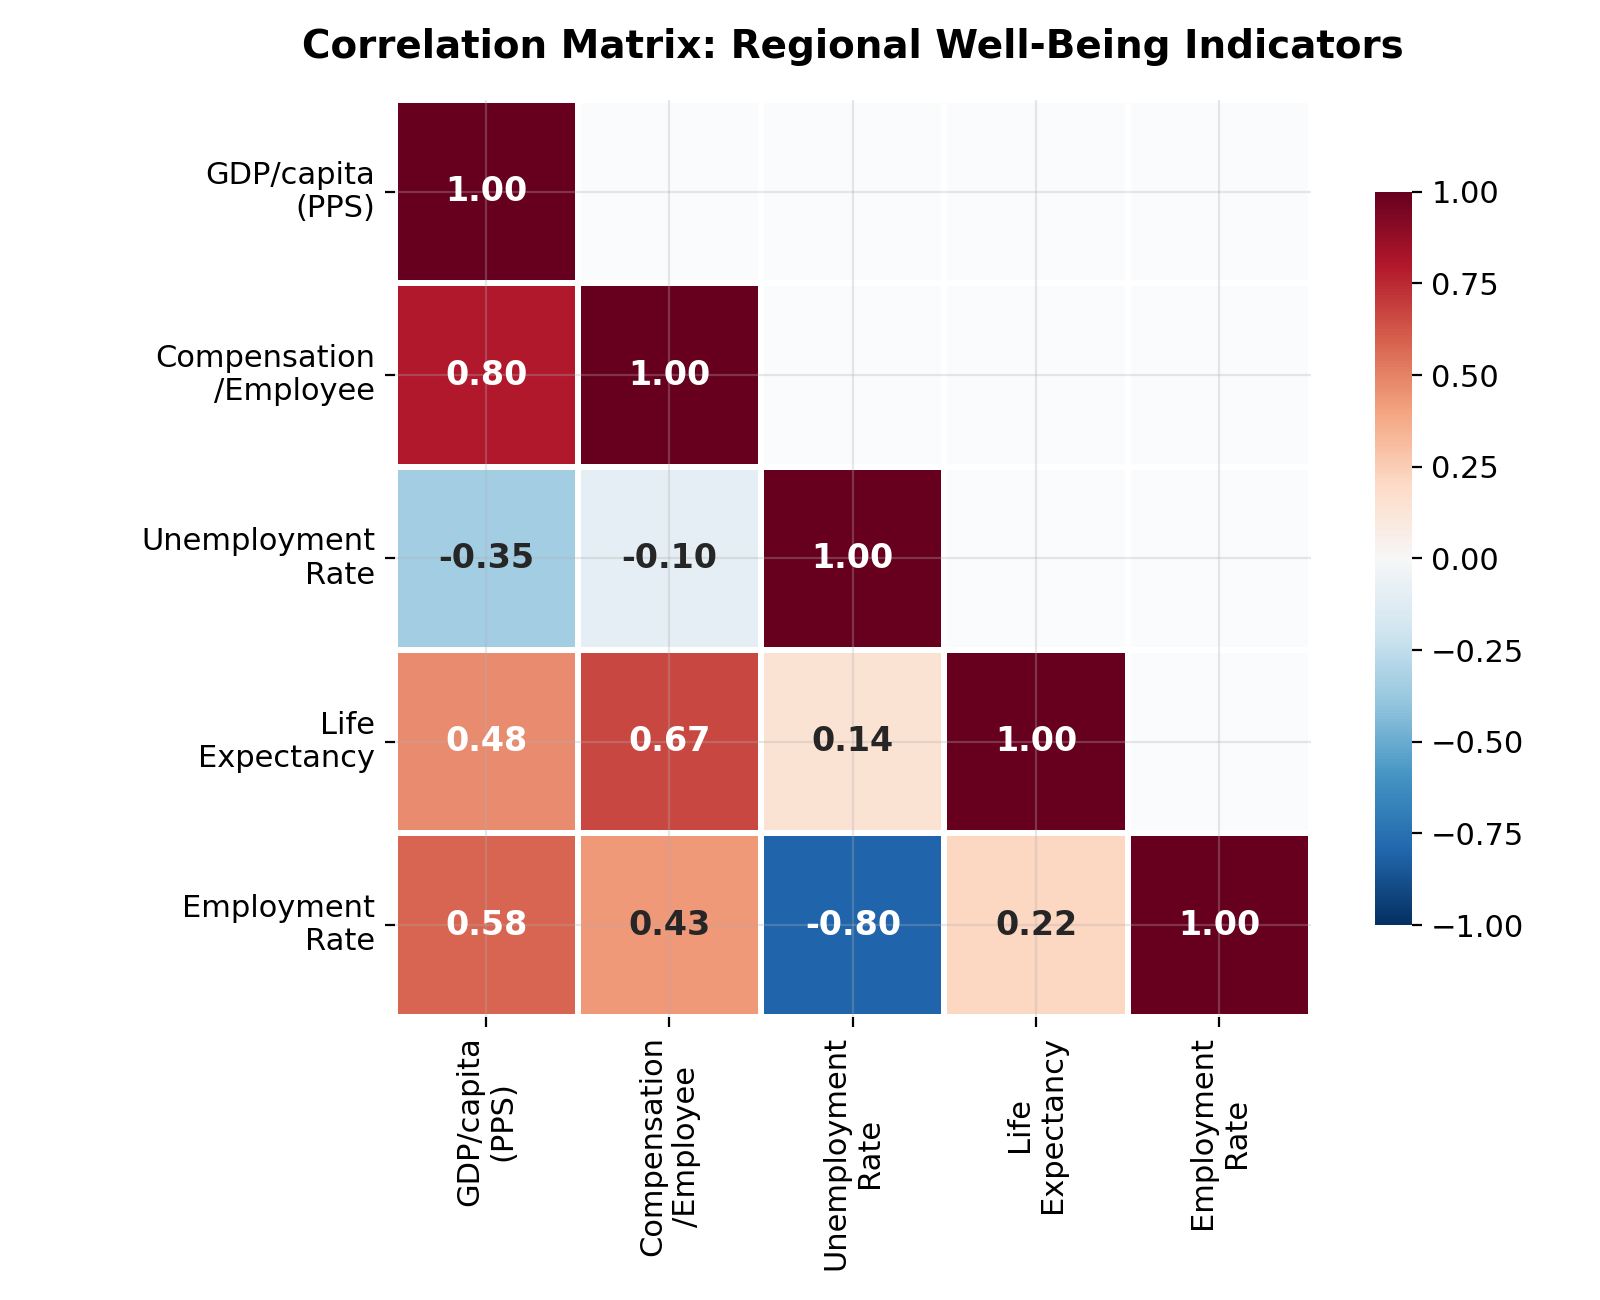 Correlation Matrix: Regional Well-Being Indicators
GDP/capita
(PPS)
1.00
Compensation
/Employee
0.80 1.00
Unemployment
Rate
-0.35 -0.10 1.00
Life
Expectancy
0.48 0.67 0.14 1.00
Employment
Rate
0.58 0.43 -0.80 0.22 1.00
GDP/capita
(PPS)
Compensation
/Employee
Unemployment
Rate
Life
Expectancy
Employment
Rate
1.00
0.75
0.50
0.25
0.00
−0.25
−0.50
−0.75
−1.00